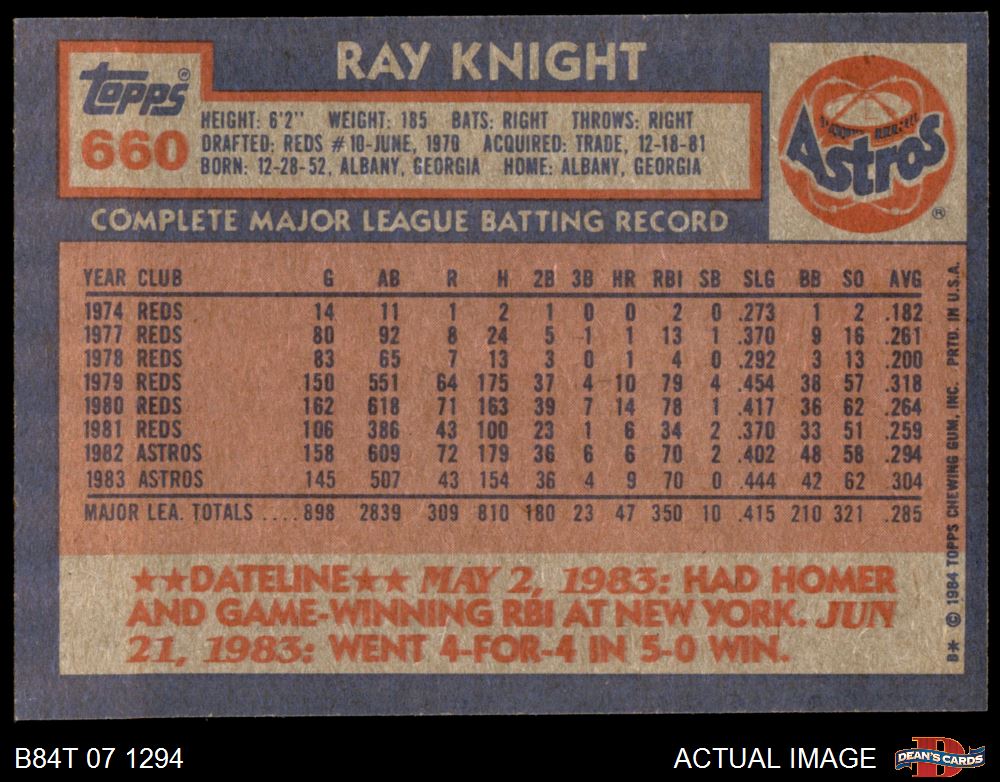 RAY KNIGHT
topps®
660
HEIGHT: 6'2" WEIGHT: 185 BATS: RIGHT THROWS: RIGHT
DRAFTED: REDS #10-JUNE, 1970 ACQUIRED: TRADE, 12-18-81
BORN: 12-28-52, ALBANY, GEORGIA HOME: ALBANY, GEORGIA
Astros
®
COMPLETE MAJOR LEAGUE BATTING RECORD
YEAR CLUB G AB R H 2B 3B HR RBI SB SLG BB SO AVG
1974 REDS 14 11 1 2 1 0 0 2 0 .273 1 2 .182
1977 REDS 80 92 8 24 5 1 1 13 1 .370 9 16 .261
1978 REDS 83 65 7 13 3 0 1 4 0 .292 3 13 .200
1979 REDS 150 551 64 175 37 4 10 79 4 .454 38 57 .318
1980 REDS 162 618 71 163 39 7 14 78 1 .417 36 62 .264
1981 REDS 106 386 43 100 23 1 6 34 2 .370 33 51 .259
1982 ASTROS 158 609 72 179 36 6 6 70 2 .402 48 58 .294
1983 ASTROS 145 507 43 154 36 4 9 70 0 .444 42 62 .304
MAJOR LEA. TOTALS ....898 2839 309 810 180 23 47 350 10 .415 210 321 .285
★★DATELINE★★ MAY 2, 1983: HAD HOMER
AND GAME-WINNING RBI AT NEW YORK. JUN
21, 1983: WENT 4-FOR-4 IN 5-0 WIN.
B* © 1984 TOPPS CHEWING GUM, INC. PRTD. IN U.S.A.
B84T 07 1294
ACTUAL IMAGE
D
DEAN'S CARDS